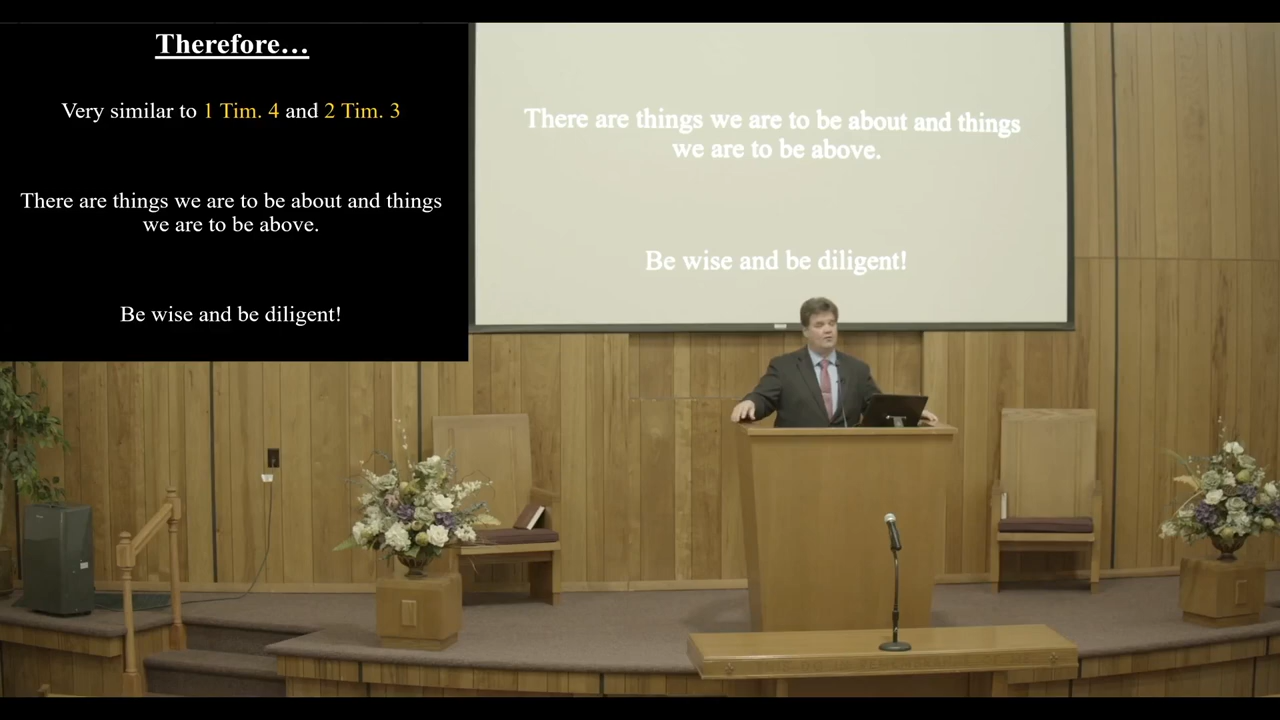 Therefore…
Very similar to 1 Tim. 4 and 2 Tim. 3
There are things we are to be about and things
we are to be above.
Be wise and be diligent!
There are things we are to be about and things
we are to be above.
Be wise and be diligent!